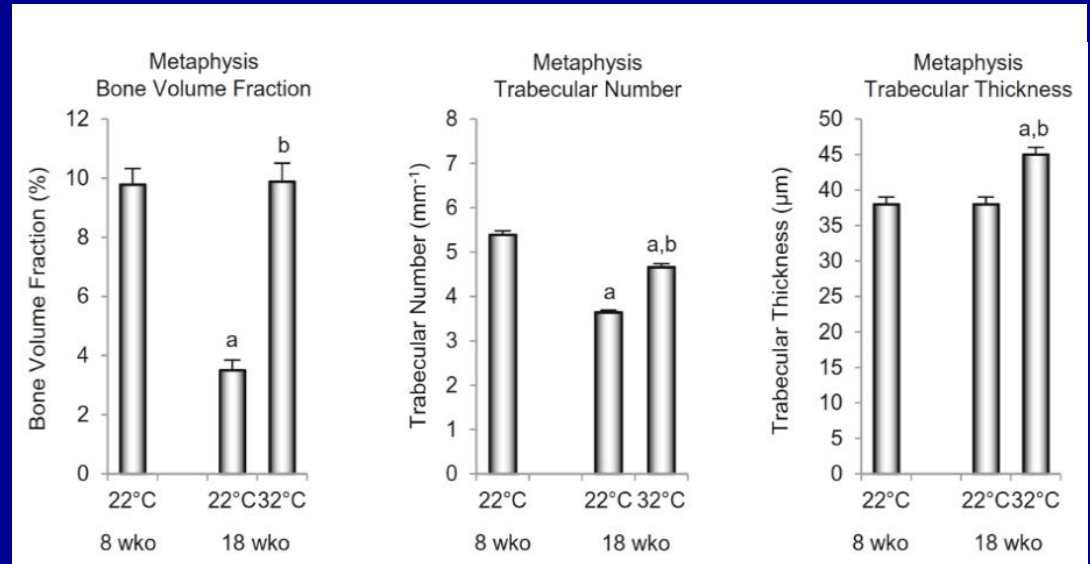 Metaphysis
Bone Volume Fraction
Bone Volume Fraction (%)
12
10
8
6
4
2
0
a
b
22°C
22°C 32°C
8 wko
18 wko
Metaphysis
Trabecular Number
Trabecular Number (mm⁻¹)
8
7
6
5
4
3
2
1
0
a
a,b
22°C
22°C 32°C
8 wko
18 wko
Metaphysis
Trabecular Thickness
Trabecular Thickness (μm)
50
45
40
35
30
25
20
15
10
5
0
a,b
22°C
22°C 32°C
8 wko
18 wko